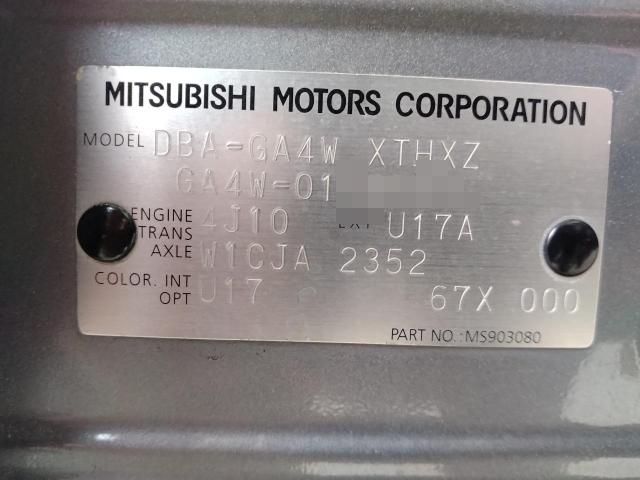 MITSUBISHI MOTORS CORPORATION
MODEL DBA-GA4W XTHXZ
GA4W-01
ENGINE 4J10 EXT U17A
TRANS
AXLE W1CJA 2352
COLOR. INT U17 67X 000
OPT
PART NO.: MS903080